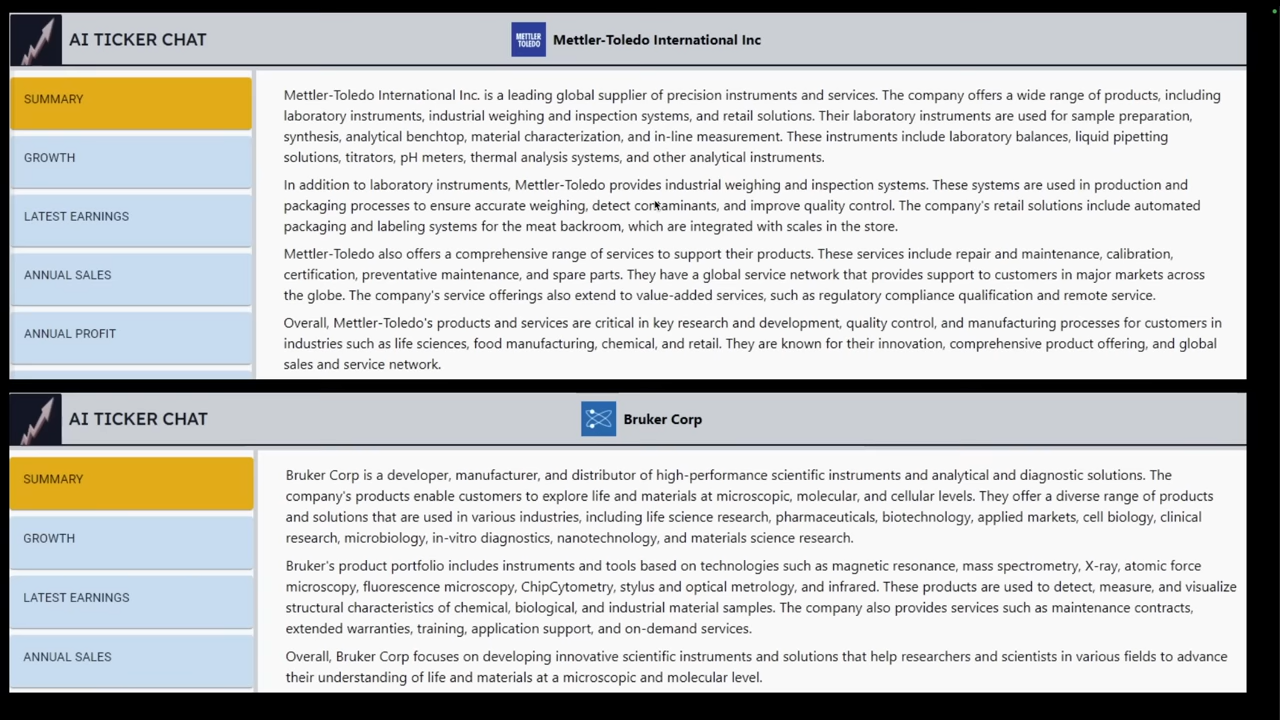 AI TICKER CHAT
METTLER
TOLEDO
Mettler-Toledo International Inc
SUMMARY
GROWTH
LATEST EARNINGS
ANNUAL SALES
ANNUAL PROFIT
Mettler-Toledo International Inc. is a leading global supplier of precision instruments and services. The company offers a wide range of products, including
laboratory instruments, industrial weighing and inspection systems, and retail solutions. Their laboratory instruments are used for sample preparation,
synthesis, analytical benchtop, material characterization, and in-line measurement. These instruments include laboratory balances, liquid pipetting
solutions, titrators, pH meters, thermal analysis systems, and other analytical instruments.
In addition to laboratory instruments, Mettler-Toledo provides industrial weighing and inspection systems. These systems are used in production and
packaging processes to ensure accurate weighing, detect contaminants, and improve quality control. The company's retail solutions include automated
packaging and labeling systems for the meat backroom, which are integrated with scales in the store.
Mettler-Toledo also offers a comprehensive range of services to support their products. These services include repair and maintenance, calibration,
certification, preventative maintenance, and spare parts. They have a global service network that provides support to customers in major markets across
the globe. The company's service offerings also extend to value-added services, such as regulatory compliance qualification and remote service.
Overall, Mettler-Toledo's products and services are critical in key research and development, quality control, and manufacturing processes for customers in
industries such as life sciences, food manufacturing, chemical, and retail. They are known for their innovation, comprehensive product offering, and global
sales and service network.
AI TICKER CHAT
Bruker Corp
SUMMARY
GROWTH
LATEST EARNINGS
ANNUAL SALES
Bruker Corp is a developer, manufacturer, and distributor of high-performance scientific instruments and analytical and diagnostic solutions. The
company's products enable customers to explore life and materials at microscopic, molecular, and cellular levels. They offer a diverse range of products
and solutions that are used in various industries, including life science research, pharmaceuticals, biotechnology, applied markets, cell biology, clinical
research, microbiology, in-vitro diagnostics, nanotechnology, and materials science research.
Bruker's product portfolio includes instruments and tools based on technologies such as magnetic resonance, mass spectrometry, X-ray, atomic force
microscopy, fluorescence microscopy, ChipCytometry, stylus and optical metrology, and infrared. These products are used to detect, measure, and visualize
structural characteristics of chemical, biological, and industrial material samples. The company also provides services such as maintenance contracts,
extended warranties, training, application support, and on-demand services.
Overall, Bruker Corp focuses on developing innovative scientific instruments and solutions that help researchers and scientists in various fields to advance
their understanding of life and materials at a microscopic and molecular level.